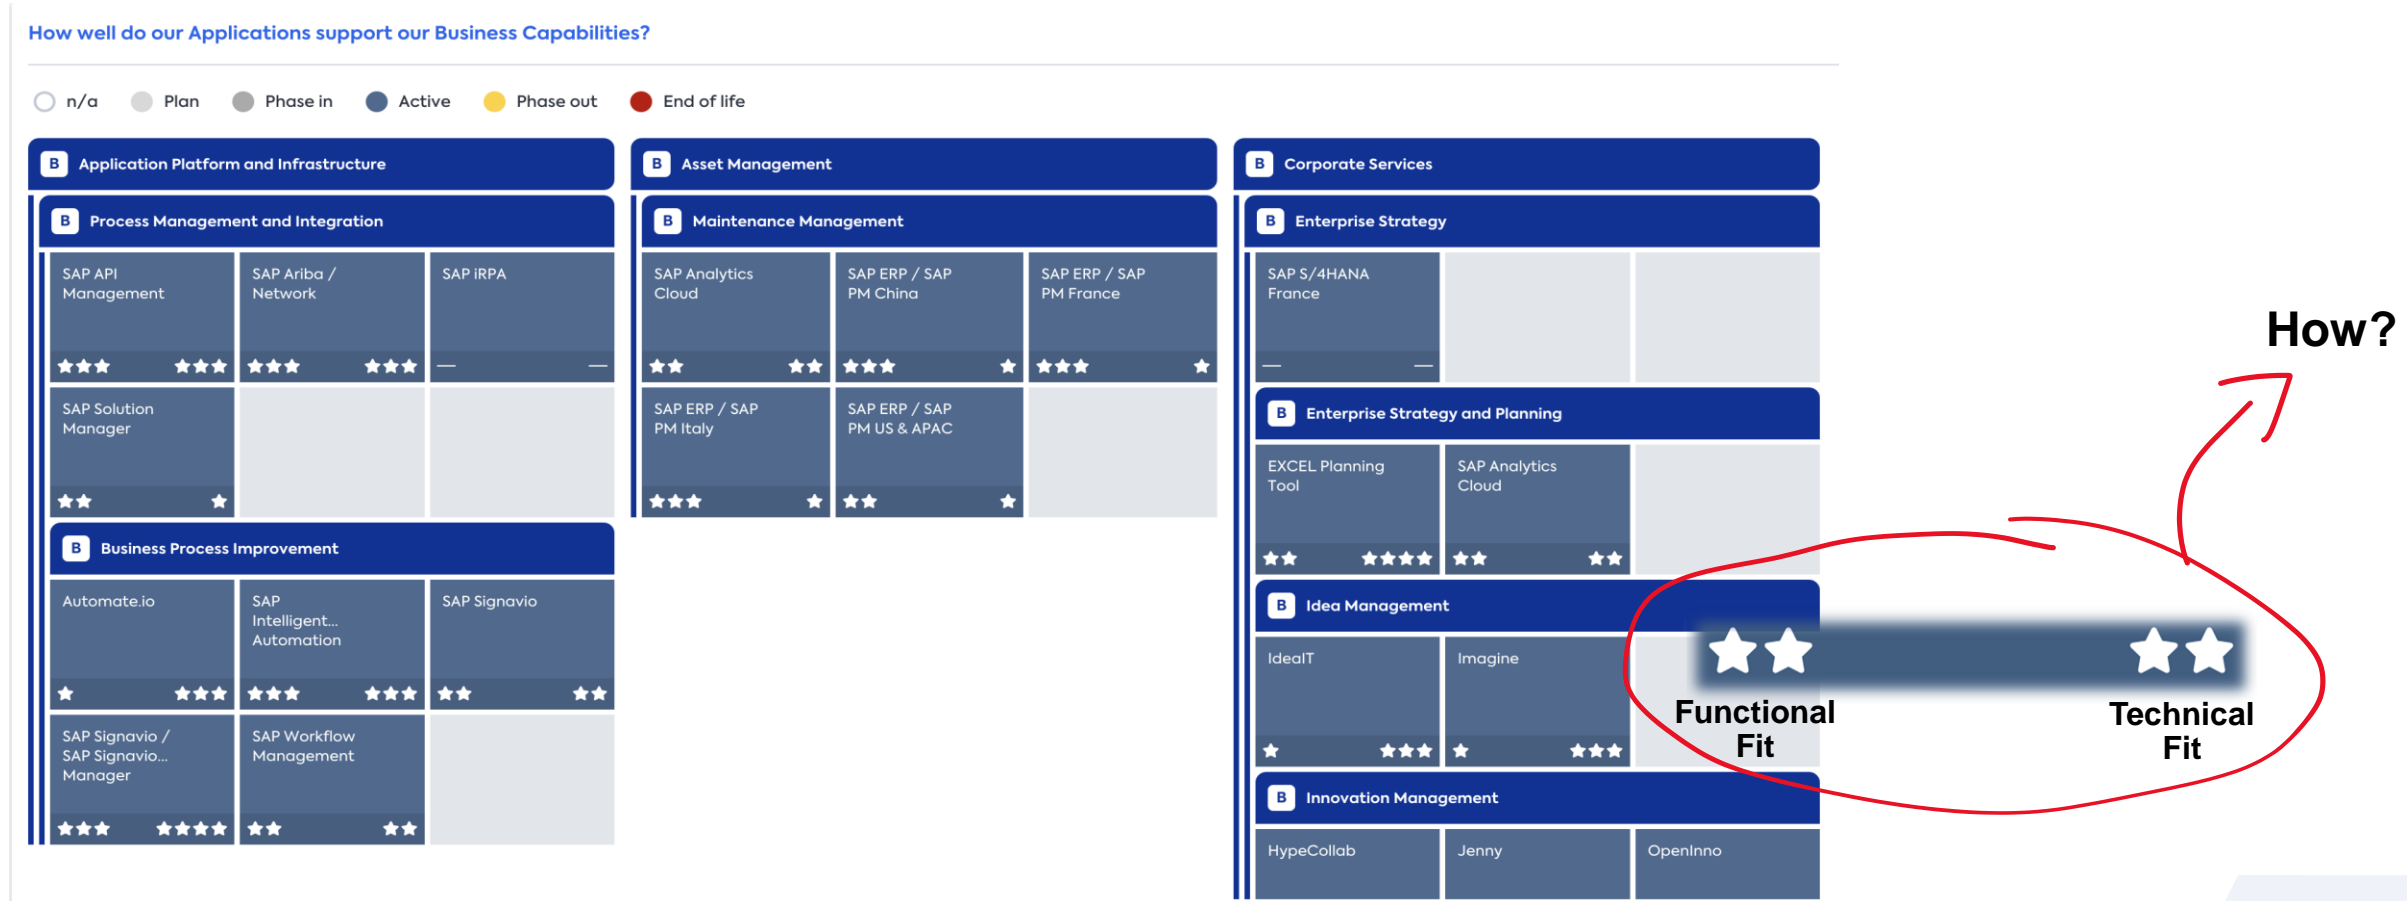 How well do our Applications support our Business Capabilities?
n/a Plan Phase in Active Phase out End of life
B Application Platform and Infrastructure
B Process Management and Integration
SAP API
Management
SAP Ariba /
Network
SAP iRPA
SAP Solution
Manager
B Business Process Improvement
Automate.io
SAP
Intelligent...
Automation
SAP Signavio
SAP Signavio /
SAP Signavio...
Manager
SAP Workflow
Management
B Asset Management
B Maintenance Management
SAP Analytics
Cloud
SAP ERP / SAP
PM China
SAP ERP / SAP
PM France
SAP ERP / SAP
PM Italy
SAP ERP / SAP
PM US & APAC
B Corporate Services
B Enterprise Strategy
SAP S/4HANA
France
B Enterprise Strategy and Planning
EXCEL Planning
Tool
SAP Analytics
Cloud
B Idea Management
IdeaIT
Imagine
B Innovation Management
HypeCollab
Jenny
OpenInno
How?
Functional
Fit
Technical
Fit